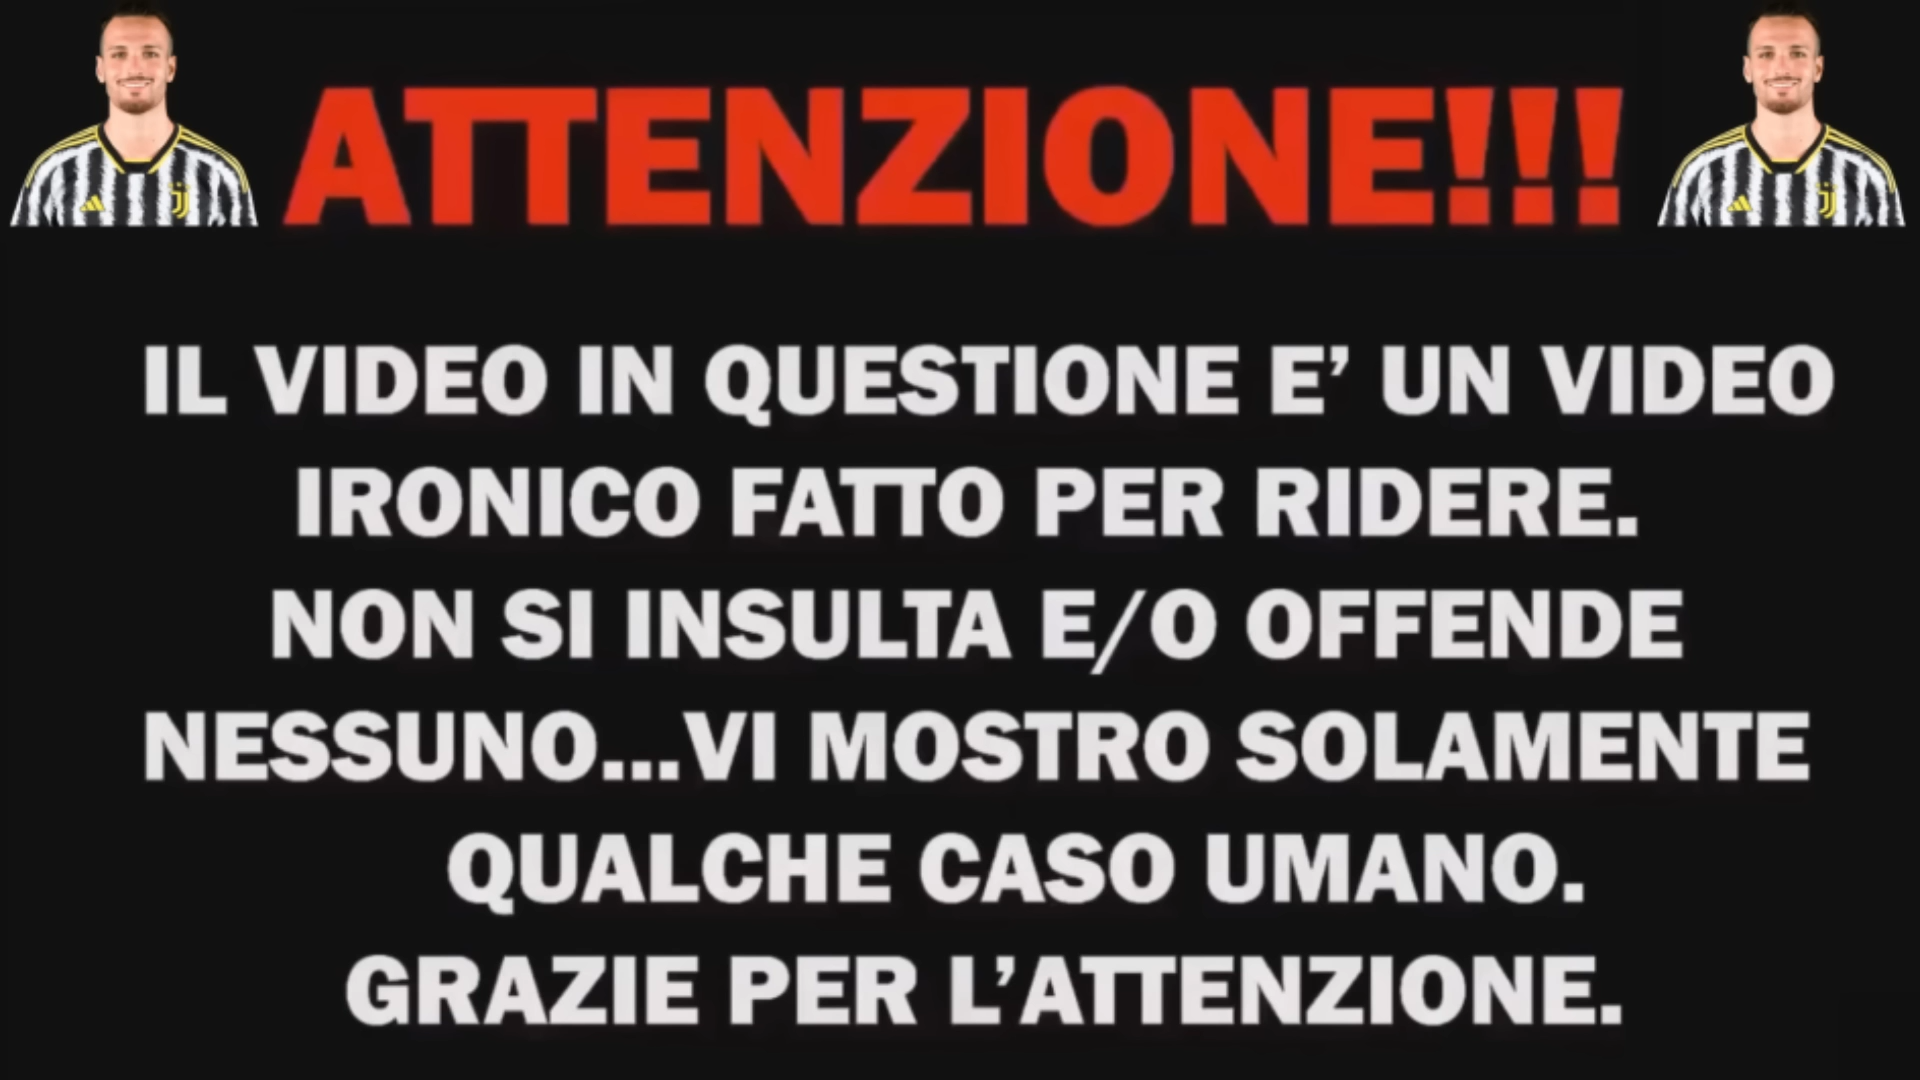 ATTENZIONE!!!
IL VIDEO IN QUESTIONE E’ UN VIDEO
IRONICO FATTO PER RIDERE.
NON SI INSULTA E/O OFFENDE
NESSUNO...VI MOSTRO SOLAMENTE
QUALCHE CASO UMANO.
GRAZIE PER L’ATTENZIONE.